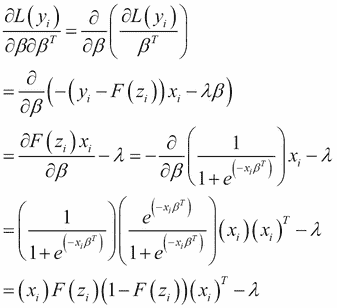 ∂L(y_i)/∂β∂β^T = ∂/∂β (∂L(y_i)/β^T)
= ∂/∂β (-(y_i - F(z_i))x_i - λβ)
= ∂F(z_i)x_i/∂β - λ = -∂/∂β (1/(1+e^(-x_iβ^T))) x_i - λ
= (1/(1+e^(-x_iβ^T))) (e^(-x_iβ^T)/(1+e^(-x_iβ^T))) (x_i)(x_i)^T - λ
= (x_i)F(z_i)(1-F(z_i))(x_i)^T - λ